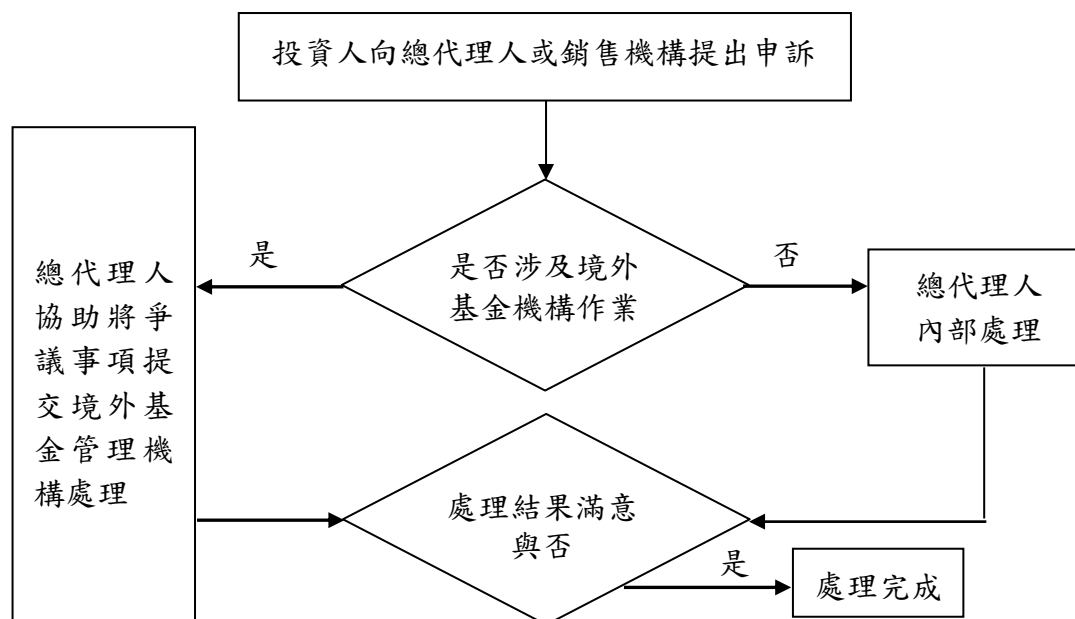 投資人向總代理人或銷售機構提出申訴
是否涉及境外
基金機構作業
是
否
總代理人
協助將爭
議事項提
交境外基
金管理機
構處理
總代理人
內部處理
處理結果滿意
與否
是
處理完成